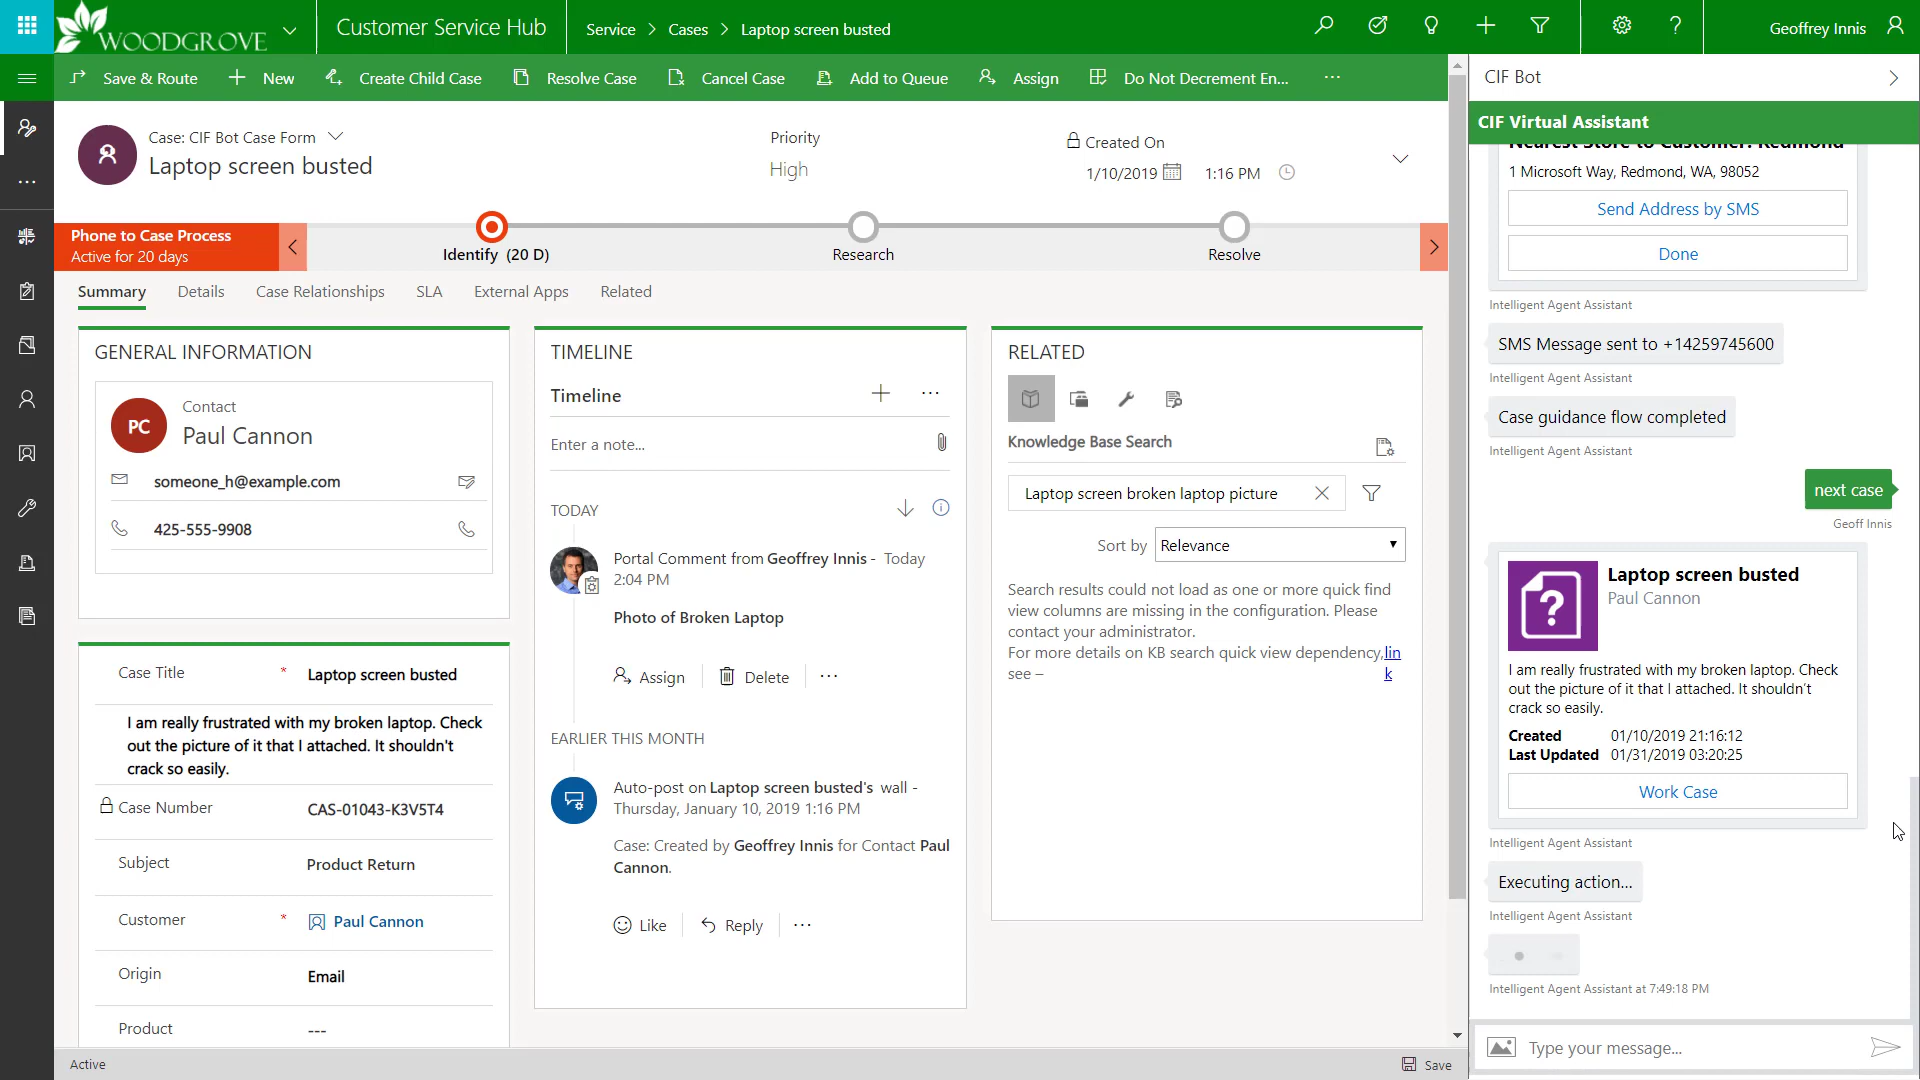 WOODGROVE
Customer Service Hub
Service > Cases > Laptop screen busted
Geoffrey Innis
Save & Route
New
Create Child Case
Resolve Case
Cancel Case
Add to Queue
Assign
Do Not Decrement En...
Case: CIF Bot Case Form
Laptop screen busted
Priority
High
Created On
1/10/2019
1:16 PM
Phone to Case Process
Active for 20 days
Identify (20 D)
Research
Resolve
Summary
Details
Case Relationships
SLA
External Apps
Related
GENERAL INFORMATION
PC
Contact
Paul Cannon
someone_h@example.com
425-555-9908
Case Title *
Laptop screen busted
I am really frustrated with my broken laptop. Check
out the picture of it that I attached. It shouldn't
crack so easily.
Case Number
CAS-01043-K3V5T4
Subject
Product Return
Customer *
Paul Cannon
Origin
Email
Product
---
TIMELINE
Timeline
Enter a note...
TODAY
Portal Comment from Geoffrey Innis - Today
2:04 PM
Photo of Broken Laptop
Assign
Delete
EARLIER THIS MONTH
Auto-post on Laptop screen busted's wall -
Thursday, January 10, 2019 1:16 PM
Case: Created by Geoffrey Innis for Contact Paul
Cannon.
Like
Reply
RELATED
Knowledge Base Search
Laptop screen broken laptop picture
Sort by
Relevance
Search results could not load as one or more quick find
view columns are missing in the configuration. Please
contact your administrator.
For more details on KB search quick view dependency, lin
see – k
Active
Save
CIF Bot
CIF Virtual Assistant
Nearest Store to Customer: Redmond
1 Microsoft Way, Redmond, WA, 98052
Send Address by SMS
Done
Intelligent Agent Assistant
SMS Message sent to +14259745600
Intelligent Agent Assistant
Case guidance flow completed
Intelligent Agent Assistant
next case
Geoff Innis
Laptop screen busted
Paul Cannon
I am really frustrated with my broken laptop. Check
out the picture of it that I attached. It shouldn't
crack so easily.
Created 01/10/2019 21:16:12
Last Updated 01/31/2019 03:20:25
Work Case
Intelligent Agent Assistant
Executing action...
Intelligent Agent Assistant
Intelligent Agent Assistant at 7:49:18 PM
Type your message...